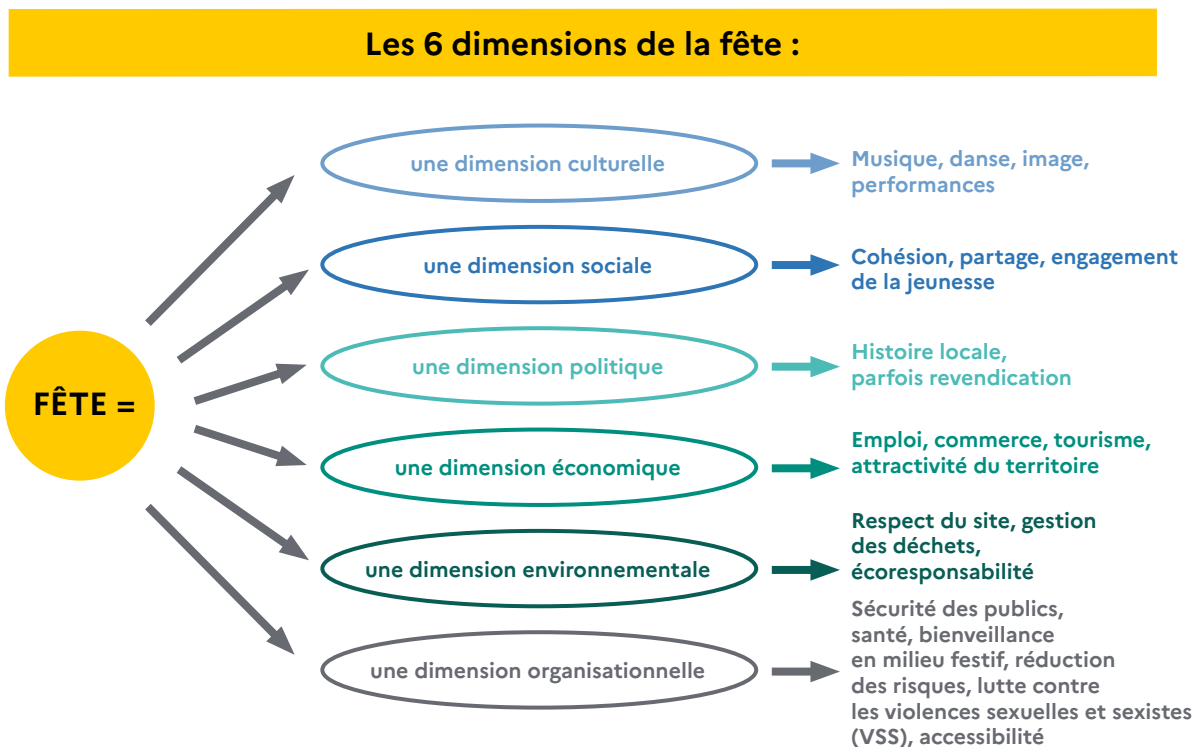 Les 6 dimensions de la fête :
FÊTE =
une dimension culturelle
Musique, danse, image,
performances
une dimension sociale
Cohésion, partage, engagement
de la jeunesse
une dimension politique
Histoire locale,
parfois revendication
une dimension économique
Emploi, commerce, tourisme,
attractivité du territoire
une dimension environnementale
Respect du site, gestion
des déchets,
écoresponsabilité
une dimension organisationnelle
Sécurité des publics,
santé, bienveillance
en milieu festif, réduction
des risques, lutte contre
les violences sexuelles et sexistes
(VSS), accessibilité